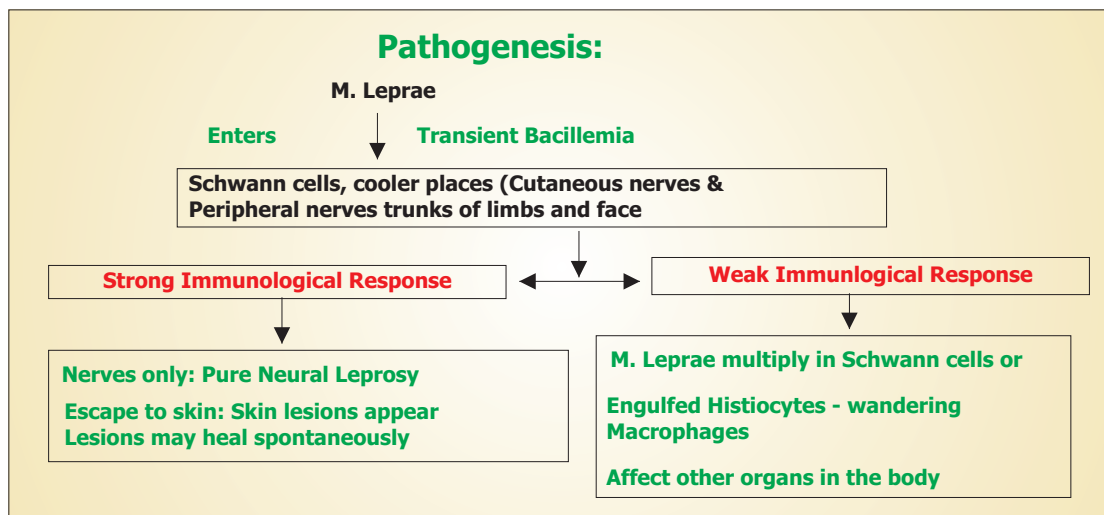 Pathogenesis:
M. Leprae
Enters
Transient Bacillemia
Schwann cells, cooler places (Cutaneous nerves &
Peripheral nerves trunks of limbs and face
Strong Immunological Response
Weak Immunlogical Response
Nerves only: Pure Neural Leprosy
Escape to skin: Skin lesions appear
Lesions may heal spontaneously
M. Leprae multiply in Schwann cells or
Engulfed Histiocytes - wandering
Macrophages
Affect other organs in the body